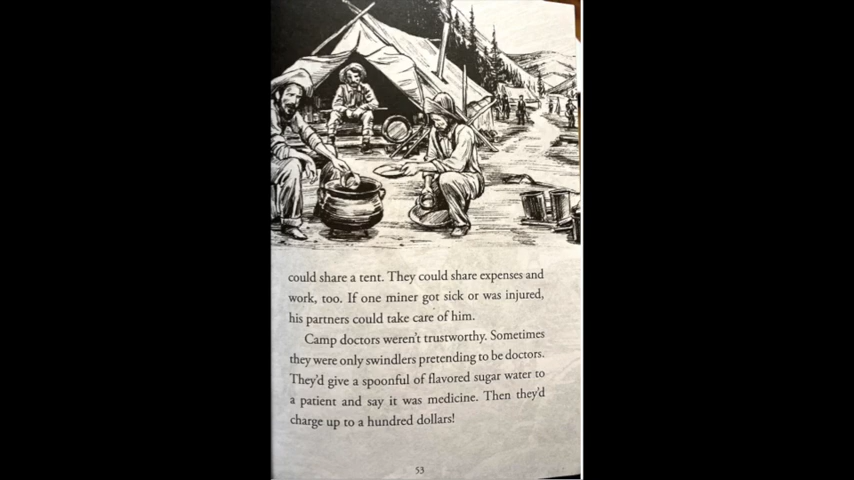 could share a tent. They could share expenses and
work, too. If one miner got sick or was injured,
his partners could take care of him.
Camp doctors weren't trustworthy. Sometimes
they were only swindlers pretending to be doctors.
They'd give a spoonful of flavored sugar water to
a patient and say it was medicine. Then they'd
charge up to a hundred dollars!
53